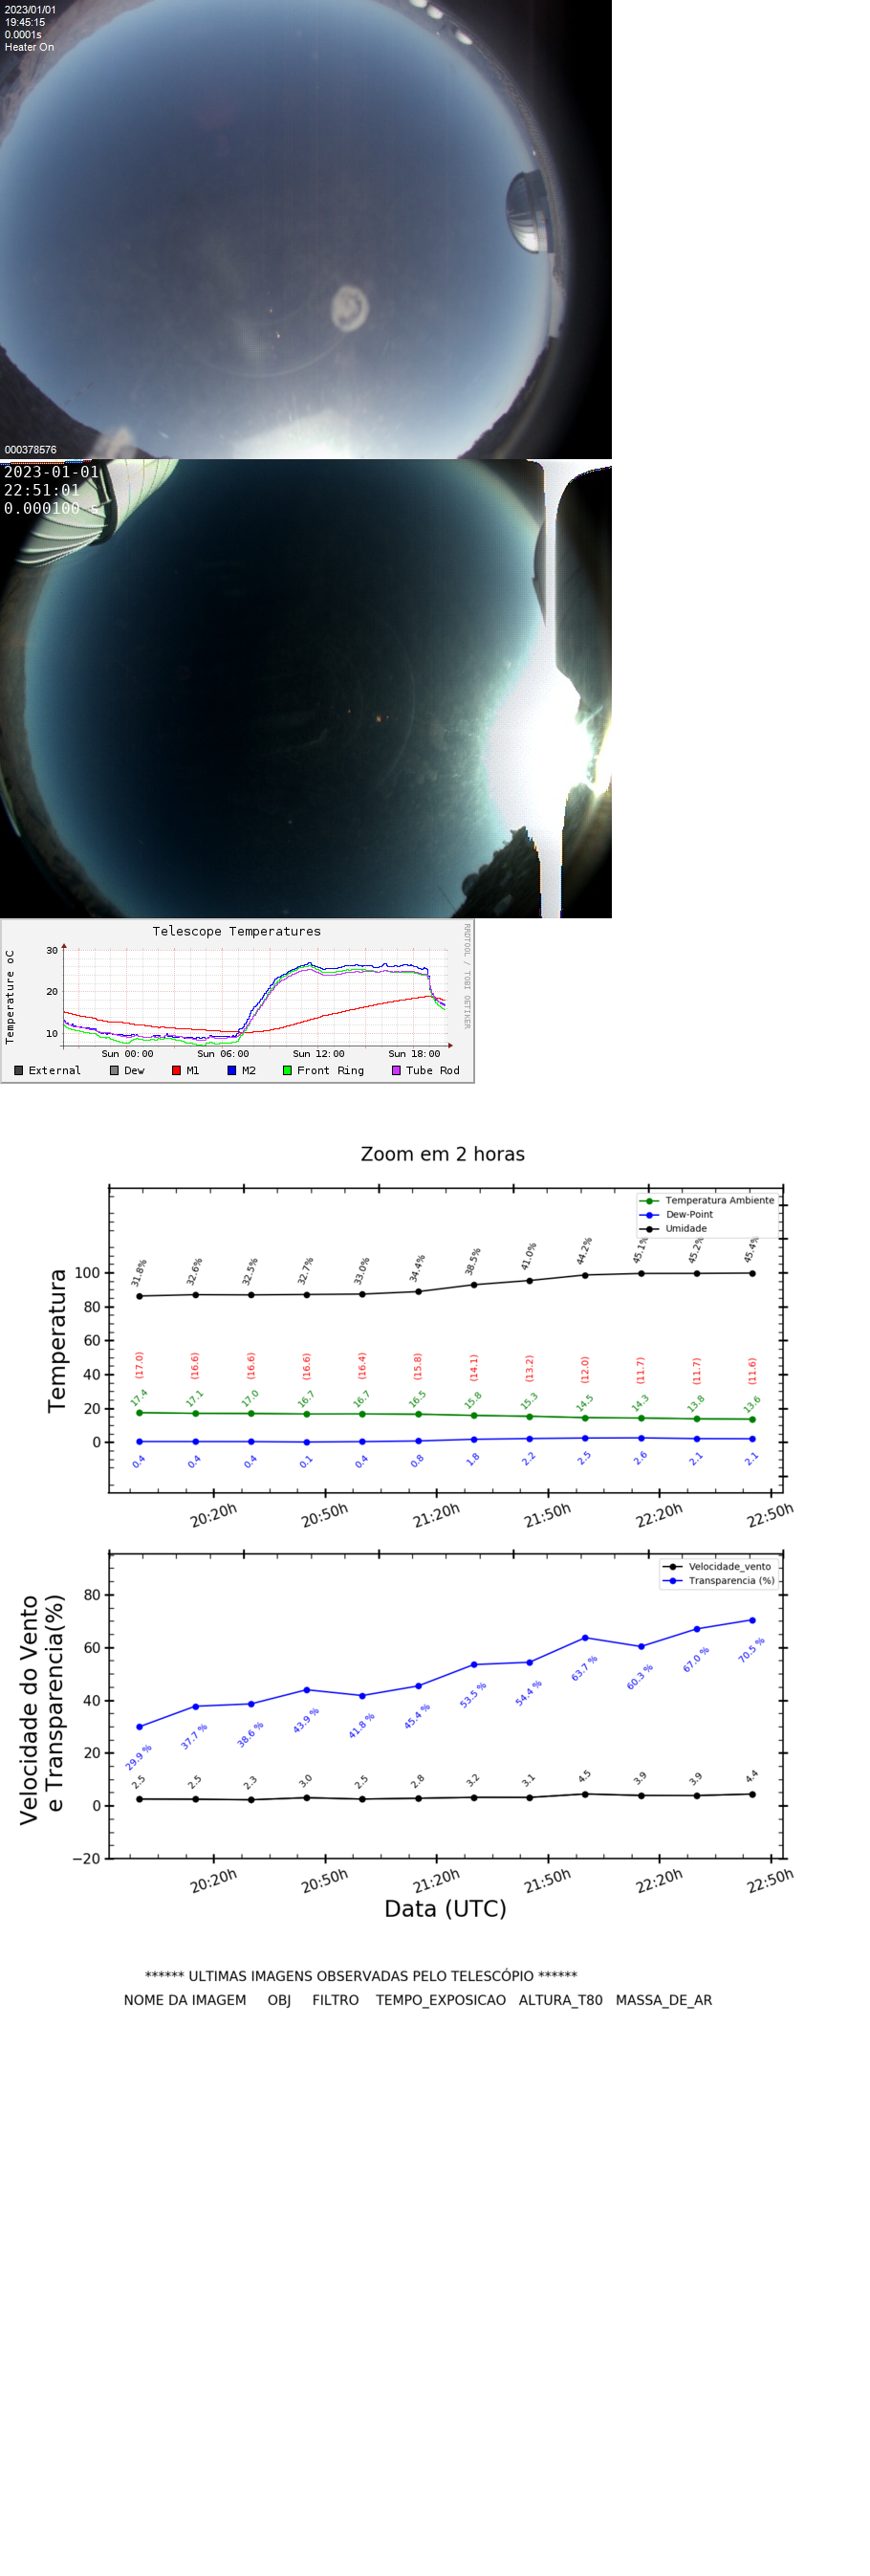 2023/01/01
19:45:15
0.0001s
Heater On
000378576
2023-01-01
22:51:01
0.000100 s
Telescope Temperatures
RRDTOOL / TOBI OETIKER
Temperature oC
30
20
10
Sun 00:00 Sun 06:00 Sun 12:00 Sun 18:00
External Dew M1 M2 Front Ring Tube Rod
Zoom em 2 horas
Temperatura Ambiente
Dew-Point
Umidade
Temperatura
100
80
60
40
20
0
31.8% 32.6% 32.5% 32.7% 33.0% 34.4% 38.5% 41.0% 44.2% 45.1% 45.2% 45.4%
(17.0) (16.6) (16.6) (16.6) (16.4) (15.8) (14.1) (13.2) (12.0) (11.7) (11.7) (11.6)
17.4 17.1 17.0 16.7 16.7 16.5 15.8 15.3 14.5 14.3 13.8 13.6
0.4 0.4 0.4 0.1 0.4 0.8 1.8 2.2 2.5 2.6 2.1 2.1
20:20h 20:50h 21:20h 21:50h 22:20h 22:50h
Velocidade_vento
Transparencia (%)
Velocidade do Vento
e Transparencia(%)
80
60
40
20
0
−20
29.9 % 37.7 % 38.6 % 43.9 % 41.8 % 45.4 % 53.5 % 54.4 % 63.7 % 60.3 % 67.0 % 70.5 %
2.5 2.5 2.3 3.0 2.5 2.8 3.2 3.1 4.5 3.9 3.9 4.4
20:20h 20:50h 21:20h 21:50h 22:20h 22:50h
Data (UTC)
****** ULTIMAS IMAGENS OBSERVADAS PELO TELESCÓPIO ******
NOME DA IMAGEM OBJ FILTRO TEMPO_EXPOSICAO ALTURA_T80 MASSA_DE_AR